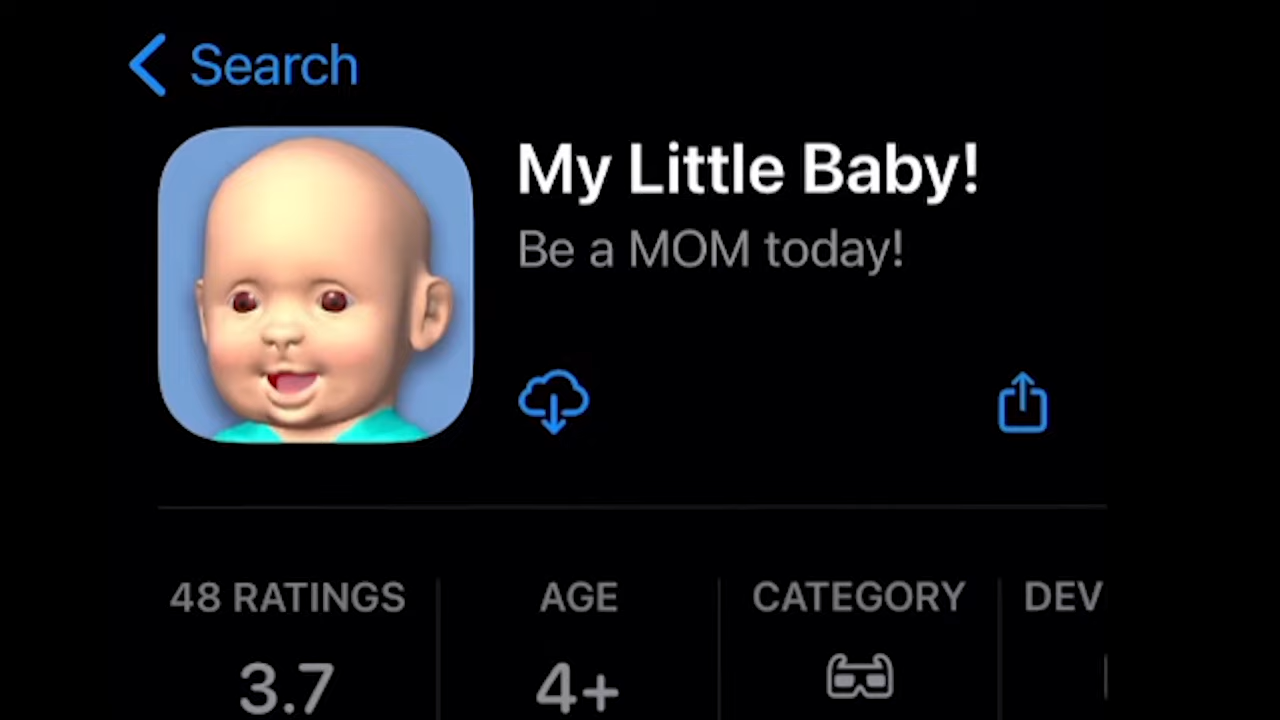 Search
My Little Baby!
Be a MOM today!
48 RATINGS
AGE
CATEGORY
DEV
3.7
4+